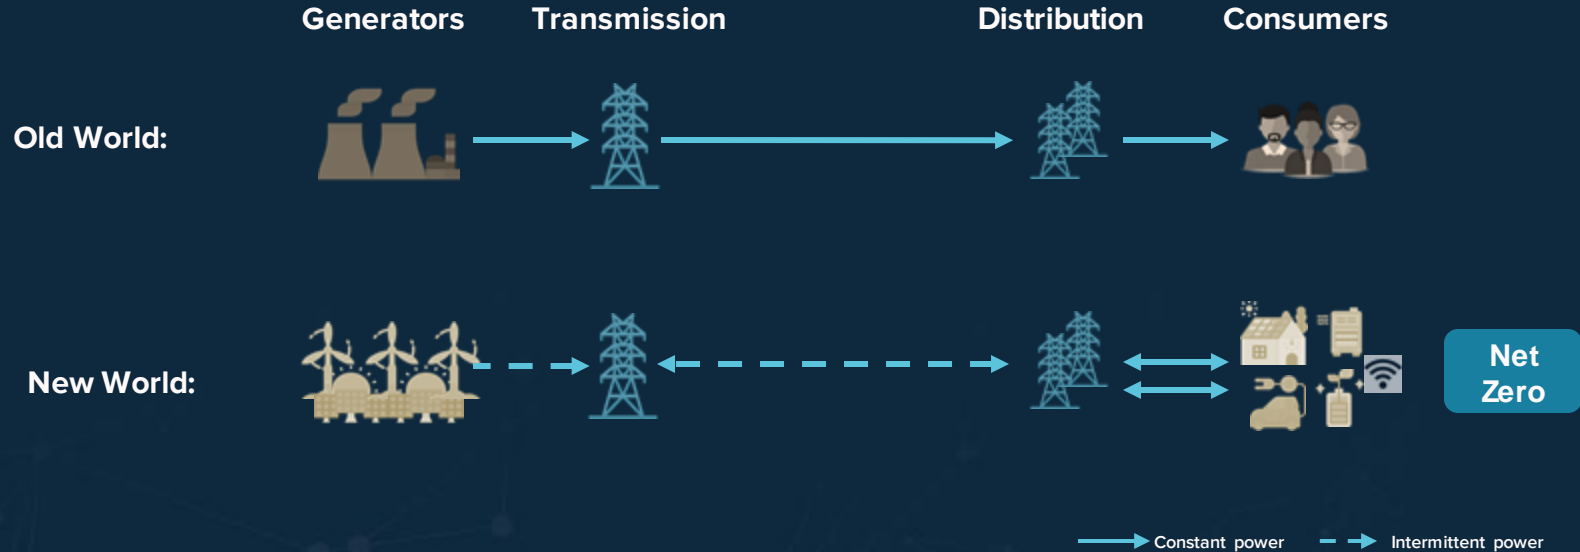 Generators
Transmission
Distribution
Consumers
Old World:
New World:
Net
Zero
Constant power
Intermittent power